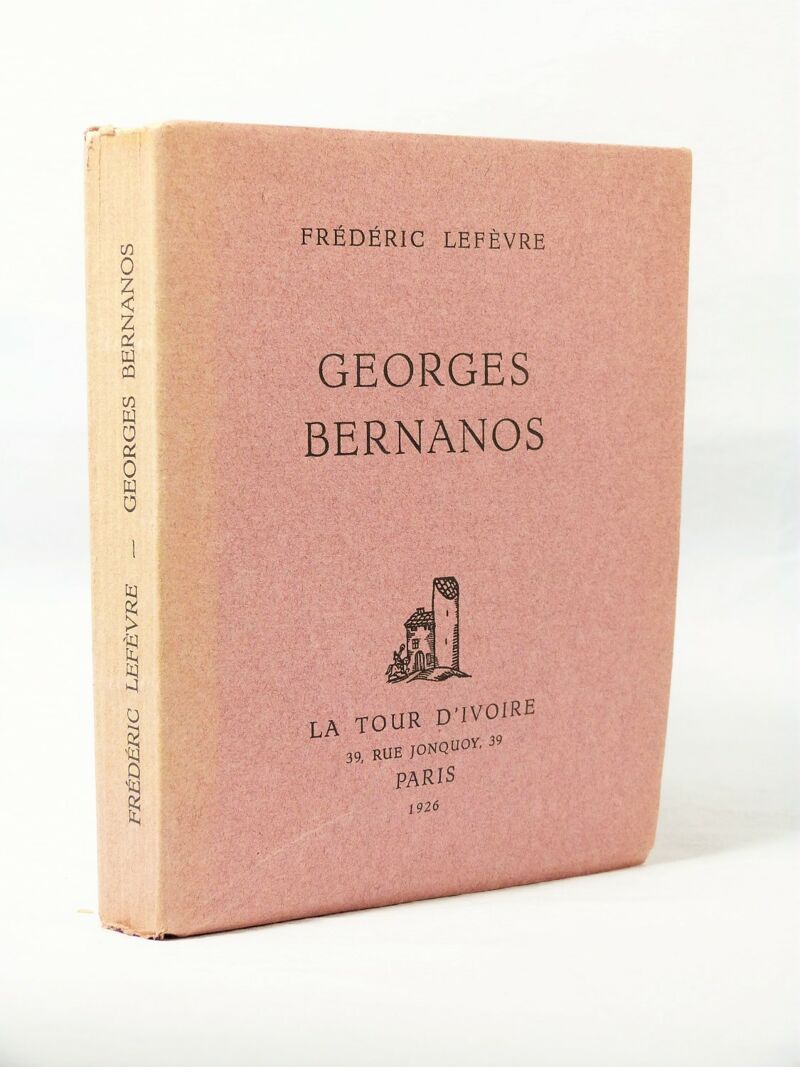 FRÉDÉRIC LEFÈVRE — GEORGES BERNANOS
FRÉDÉRIC LEFÈVRE
GEORGES
BERNANOS
LA TOUR D'IVOIRE
39, RUE JONQUOY, 39
PARIS
1926